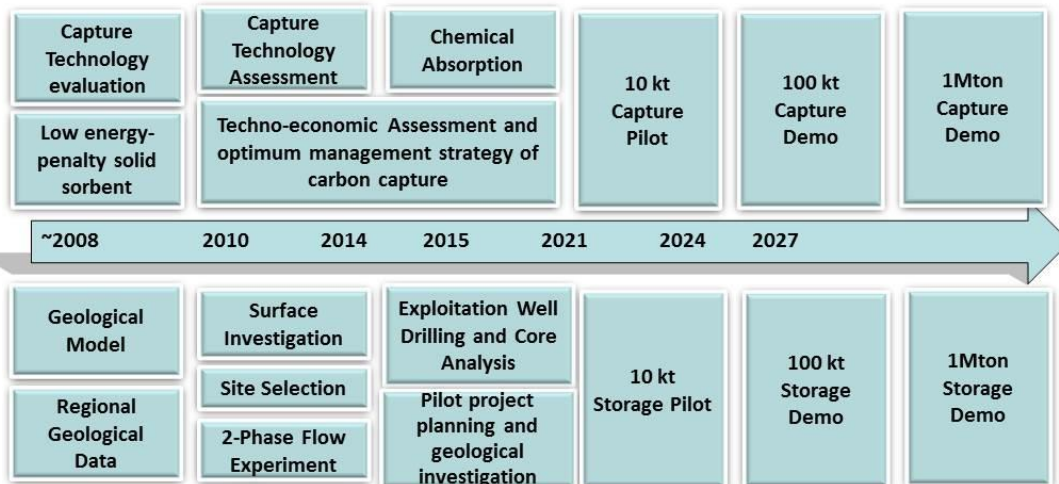 Capture
Technology
evaluation
Capture
Technology
Assessment
Chemical
Absorption
10 kt
Capture
Pilot
100 kt
Capture
Demo
1Mton
Capture
Demo
Low energy-
penalty solid
sorbent
Techno-economic Assessment and
optimum management strategy of
carbon capture
~2008 2010 2014 2015 2021 2024 2027
Geological
Model
Surface
Investigation
Exploitation Well
Drilling and Core
Analysis
10 kt
Storage Pilot
100 kt
Storage
Demo
1Mton
Storage
Demo
Site Selection
Regional
Geological
Data
2-Phase Flow
Experiment
Pilot project
planning and
geological
investigation